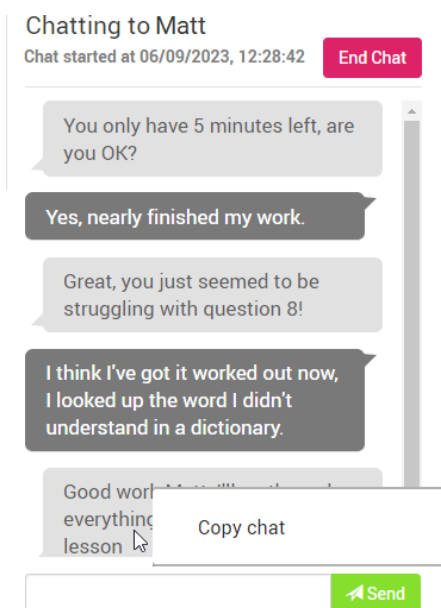 Chatting to Matt
Chat started at 06/09/2023, 12:28:42
End Chat
You only have 5 minutes left, are
you OK?
Yes, nearly finished my work.
Great, you just seemed to be
struggling with question 8!
I think I've got it worked out now,
I looked up the word I didn't
understand in a dictionary.
Good work
everything
lesson
Copy chat
Send